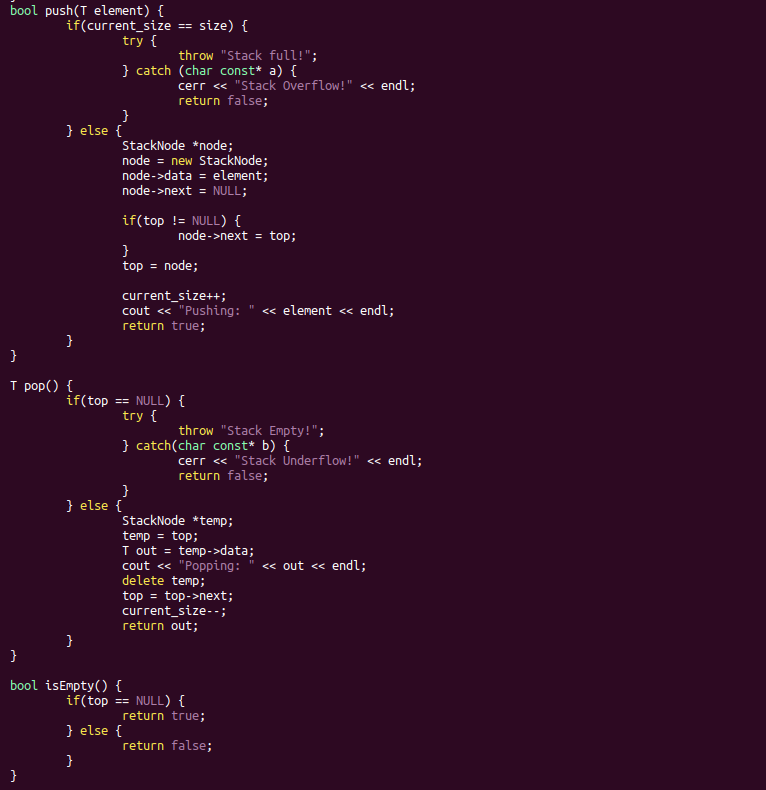 bool push(T element) {
        if(current_size == size) {
                try {
                        throw "Stack full!";
                } catch (char const* a) {
                        cerr << "Stack Overflow!" << endl;
                        return false;
                }
        } else {
                StackNode *node;
                node = new StackNode;
                node->data = element;
                node->next = NULL;

                if(top != NULL) {
                        node->next = top;
                }
                top = node;

                current_size++;
                cout << "Pushing: " << element << endl;
                return true;
        }
}

T pop() {
        if(top == NULL) {
                try {
                        throw "Stack Empty!";
                } catch(char const* b) {
                        cerr << "Stack Underflow!" << endl;
                        return false;
                }
        } else {
                StackNode *temp;
                temp = top;
                T out = temp->data;
                cout << "Popping: " << out << endl;
                delete temp;
                top = top->next;
                current_size--;
                return out;
        }
}

bool isEmpty() {
        if(top == NULL) {
                return true;
        } else {
                return false;
        }
}